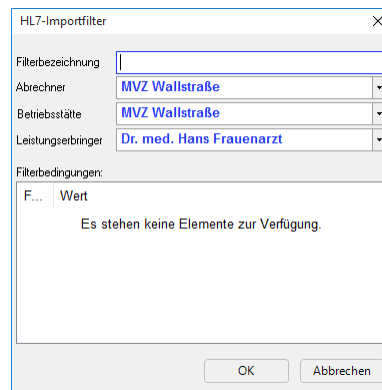 HL7-Importfilter
Filterbezeichnung
Abrechner MVZ Wallstraße
Betriebsstätte MVZ Wallstraße
Leistungserbringer Dr. med. Hans Frauenarzt
Filterbedingungen:
F... Wert
Es stehen keine Elemente zur Verfügung.
OK Abbrechen